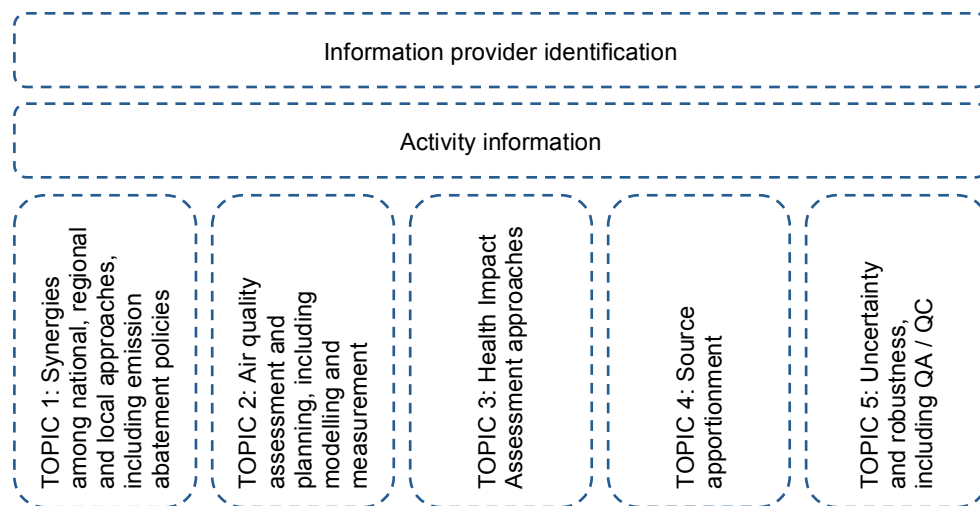 Information provider identification
Activity information
TOPIC 1: Synergies
among national, regional
and local approaches,
including emission
abatement policies
TOPIC 2: Air quality
assessment and
planning, including
modelling and
measurement
TOPIC 3: Health Impact
Assessment approaches
TOPIC 4: Source
apportionment
TOPIC 5: Uncertainty
and robustness,
including QA / QC